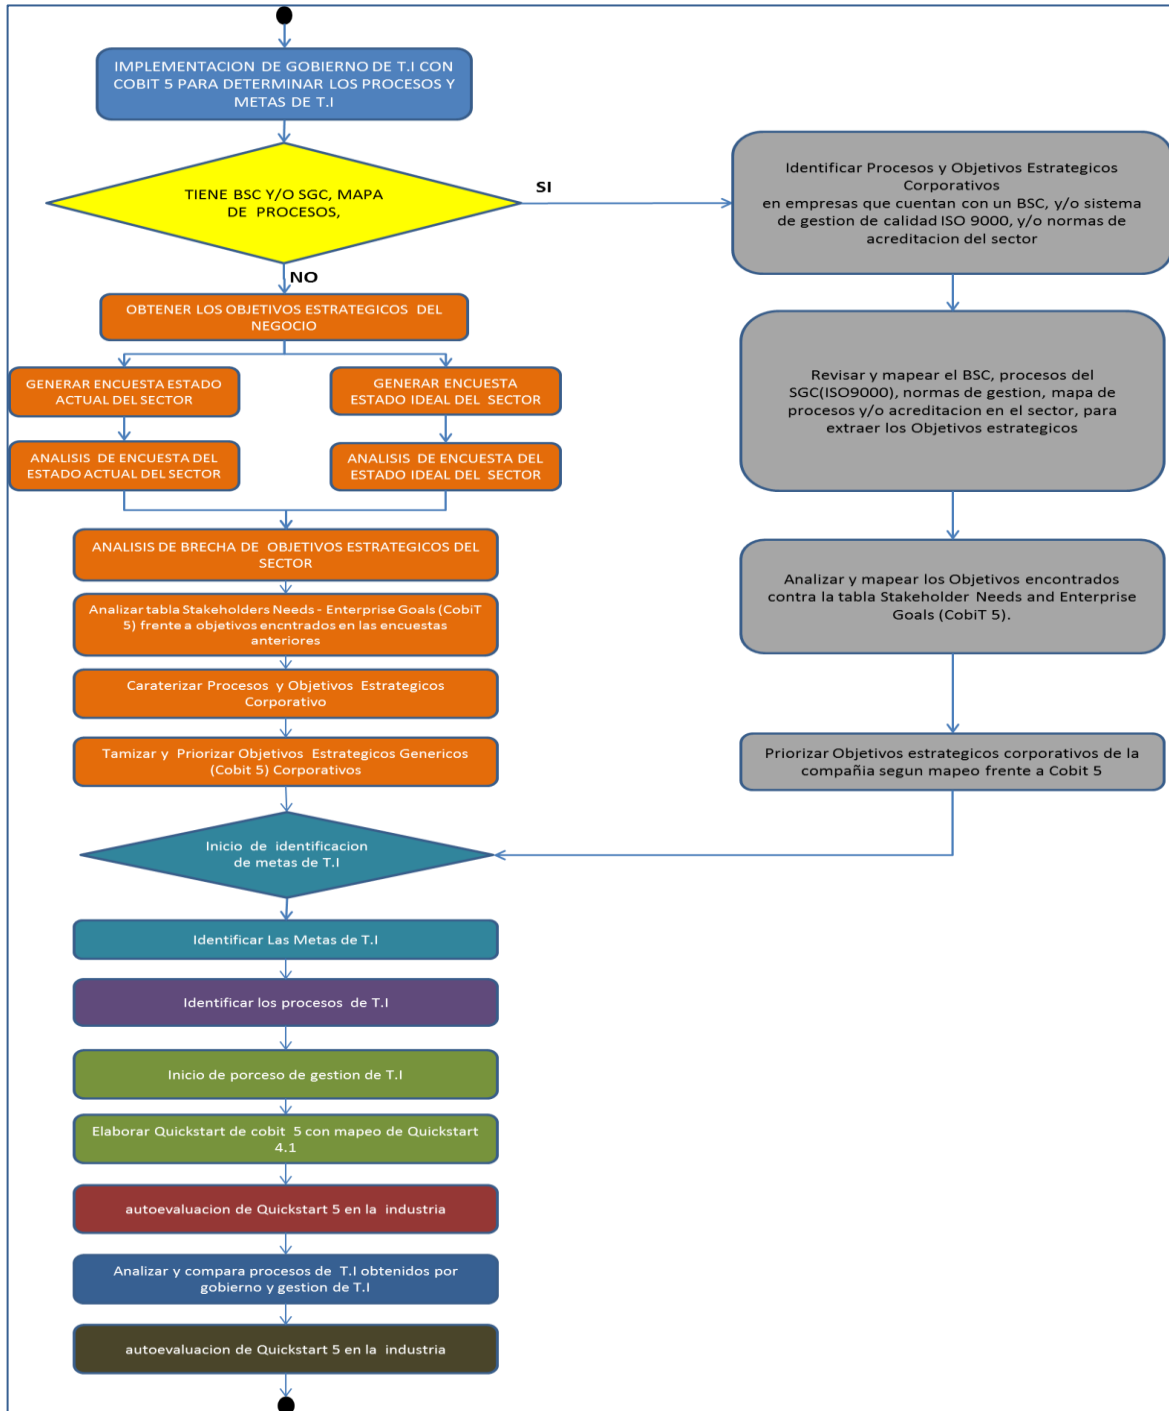 IMPLEMENTACION DE GOBIERNO DE T.I CON
COBIT 5 PARA DETERMINAR LOS PROCESOS Y
METAS DE T.I
TIENE BSC Y/O SGC, MAPA
DE PROCESOS,
SI
NO
Identificar Procesos y Objetivos Estrategicos
Corporativos
en empresas que cuentan con un BSC, y/o sistema
de gestion de calidad ISO 9000, y/o normas de
acreditacion del sector
Revisar y mapear el BSC, procesos del
SGC(ISO9000), normas de gestion, mapa de
procesos y/o acreditacion en el sector, para
extraer los Objetivos estrategicos
Analizar y mapear los Objetivos encontrados
contra la tabla Stakeholder Needs and Enterprise
Goals (CobiT 5).
Priorizar Objetivos estrategicos corporativos de la
compañia segun mapeo frente a Cobit 5
OBTENER LOS OBJETIVOS ESTRATEGICOS DEL
NEGOCIO
GENERAR ENCUESTA ESTADO
ACTUAL DEL SECTOR
GENERAR ENCUESTA
ESTADO IDEAL DEL SECTOR
ANALISIS DE ENCUESTA DEL
ESTADO ACTUAL DEL SECTOR
ANALISIS DE ENCUESTA DEL
ESTADO IDEAL DEL SECTOR
ANALISIS DE BRECHA DE OBJETIVOS ESTRATEGICOS DEL
SECTOR
Analizar tabla Stakeholders Needs - Enterprise Goals (CobiT
5) frente a objetivos encntrados en las encuestas
anteriores
Caraterizar Procesos y Objetivos Estrategicos
Corporativo
Tamizar y Priorizar Objetivos Estrategicos Genericos
(Cobit 5) Corporativos
Inicio de identificacion
de metas de T.I
Identificar Las Metas de T.I
Identificar los procesos de T.I
Inicio de porceso de gestion de T.I
Elaborar Quickstart de cobit 5 con mapeo de Quickstart
4.1
autoevaluacion de Quickstart 5 en la industria
Analizar y compara procesos de T.I obtenidos por
gobierno y gestion de T.I
autoevaluacion de Quickstart 5 en la industria